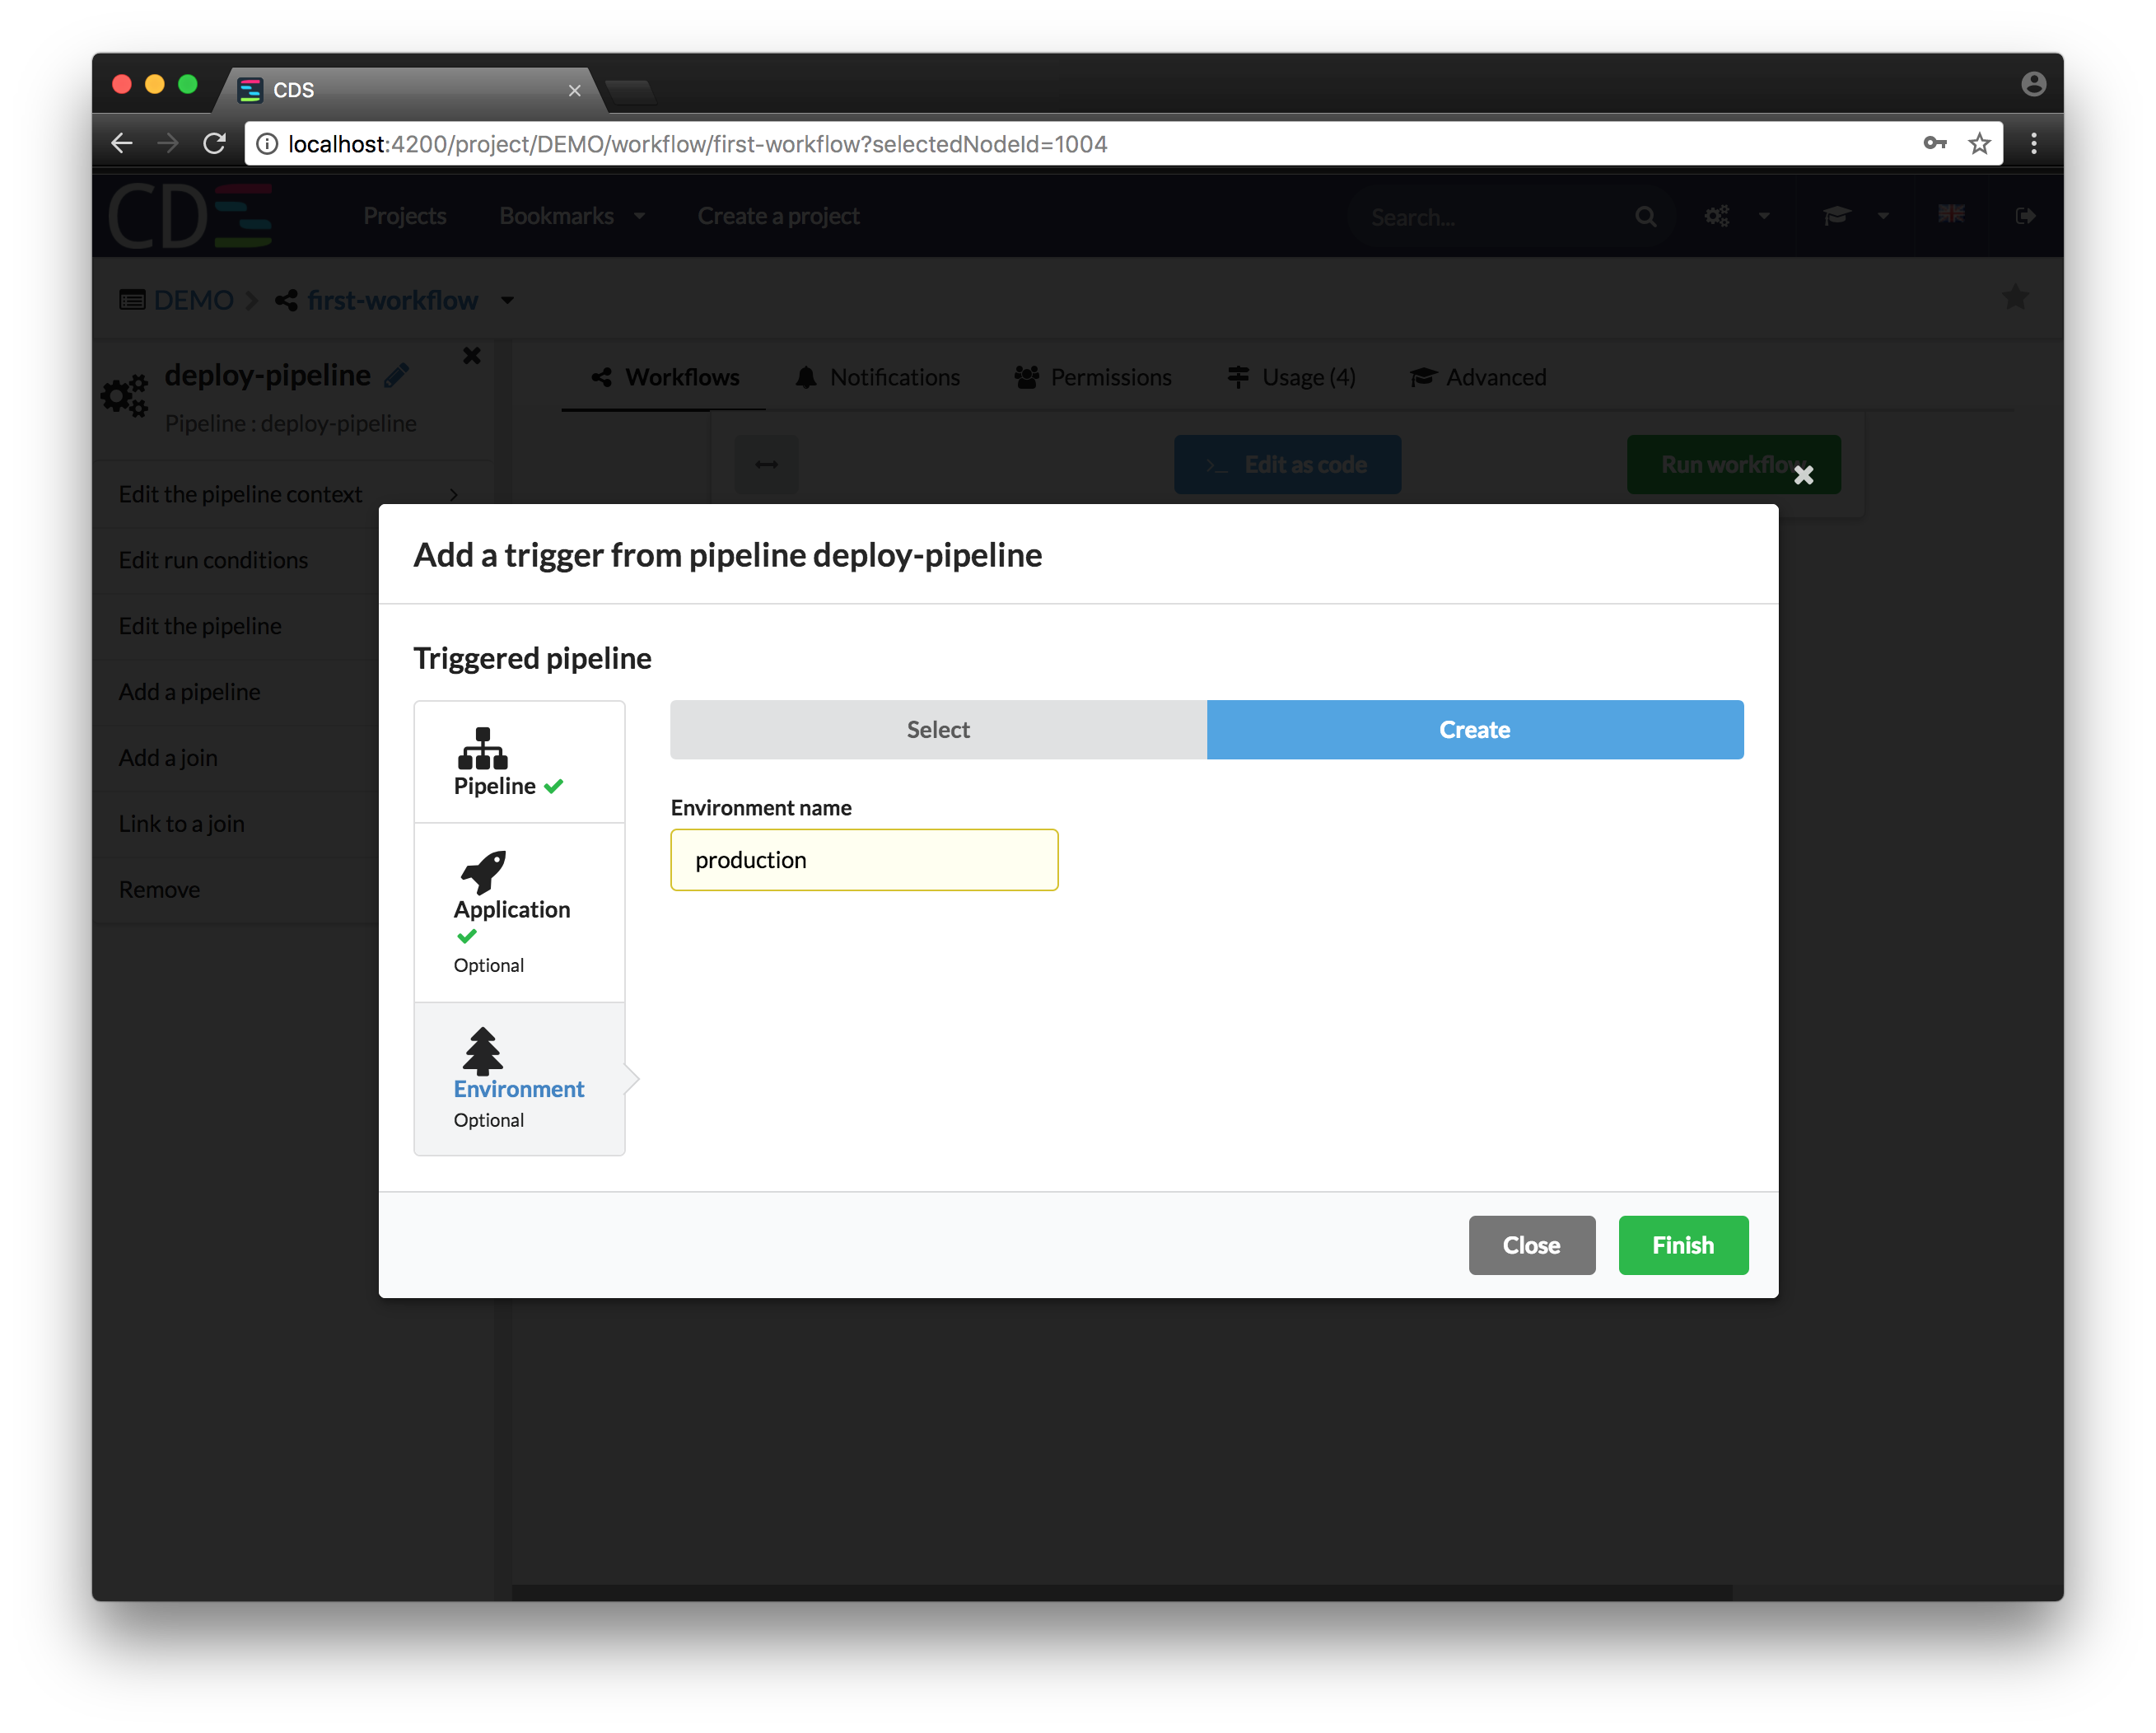 CDS
localhost:4200/project/DEMO/workflow/first-workflow?selectedNodeId=1004
CDS
Projects
Bookmarks
Create a project
Search...
DEMO
first-workflow
deploy-pipeline
Pipeline : deploy-pipeline
Workflows
Notifications
Permissions
Usage (4)
Advanced
>_ Edit as code
Run workflow
Edit the pipeline context
Edit run conditions
Edit the pipeline
Add a pipeline
Add a join
Link to a join
Remove
Add a trigger from pipeline deploy-pipeline
Triggered pipeline
Pipeline
Application
Optional
Environment
Optional
Select
Create
Environment name
production
Close
Finish